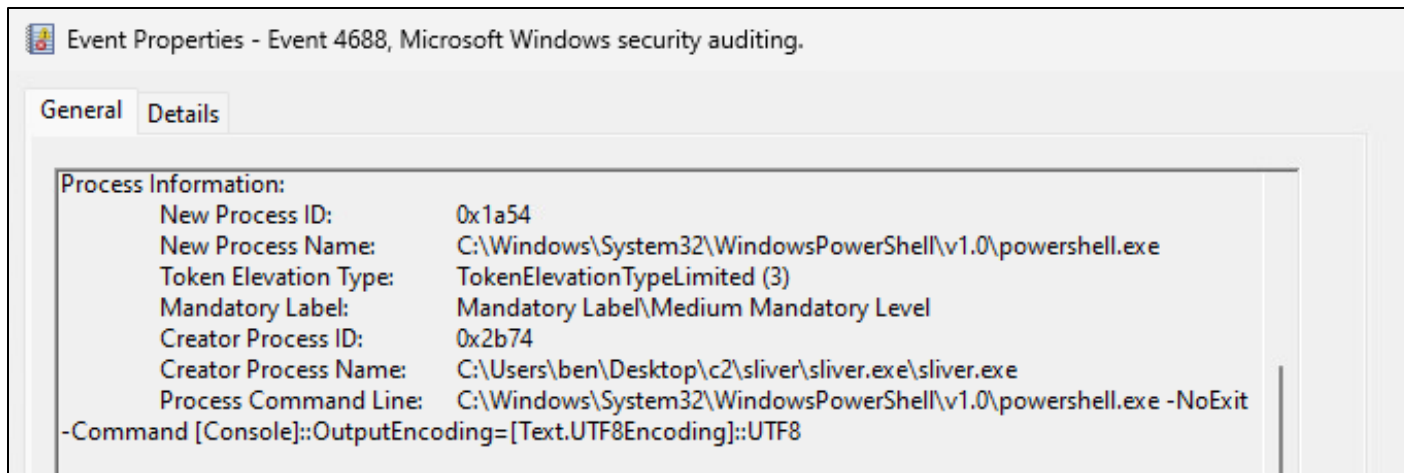 Event Properties - Event 4688, Microsoft Windows security auditing.
General Details
Process Information:
New Process ID: 0x1a54
New Process Name: C:\Windows\System32\WindowsPowerShell\v1.0\powershell.exe
Token Elevation Type: TokenElevationTypeLimited (3)
Mandatory Label: Mandatory Label\Medium Mandatory Level
Creator Process ID: 0x2b74
Creator Process Name: C:\Users\ben\Desktop\c2\sliver\sliver.exe\sliver.exe
Process Command Line: C:\Windows\System32\WindowsPowerShell\v1.0\powershell.exe -NoExit
-Command [Console]::OutputEncoding=[Text.UTF8Encoding]::UTF8